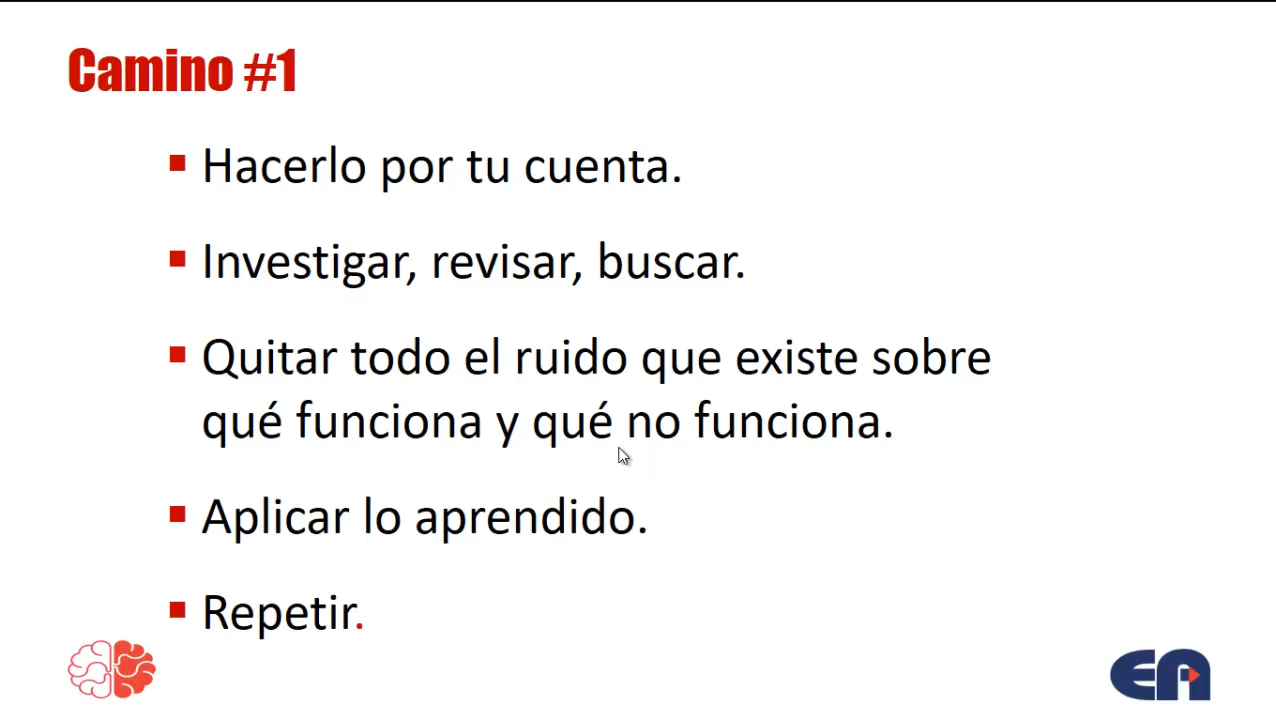 Camino #1
Hacerlo por tu cuenta.
Investigar, revisar, buscar.
Quitar todo el ruido que existe sobre
qué funciona y qué no funciona.
Aplicar lo aprendido.
Repetir.
EA